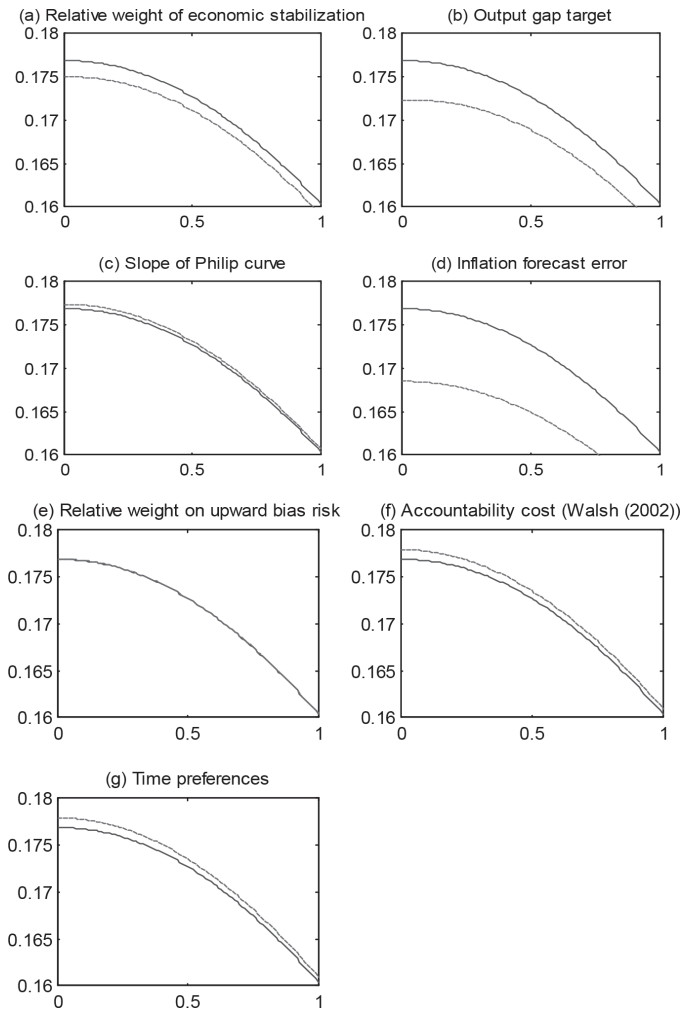 (a) Relative weight of economic stabilization
0.18
0.175
0.17
0.165
0.16
0 0.5 1
(b) Output gap target
0.18
0.175
0.17
0.165
0.16
0 0.5 1
(c) Slope of Philip curve
0.18
0.175
0.17
0.165
0.16
0 0.5 1
(d) Inflation forecast error
0.18
0.175
0.17
0.165
0.16
0 0.5 1
(e) Relative weight on upward bias risk
0.18
0.175
0.17
0.165
0.16
0 0.5 1
(f) Accountability cost (Walsh (2002))
0.18
0.175
0.17
0.165
0.16
0 0.5 1
(g) Time preferences
0.18
0.175
0.17
0.165
0.16
0 0.5 1